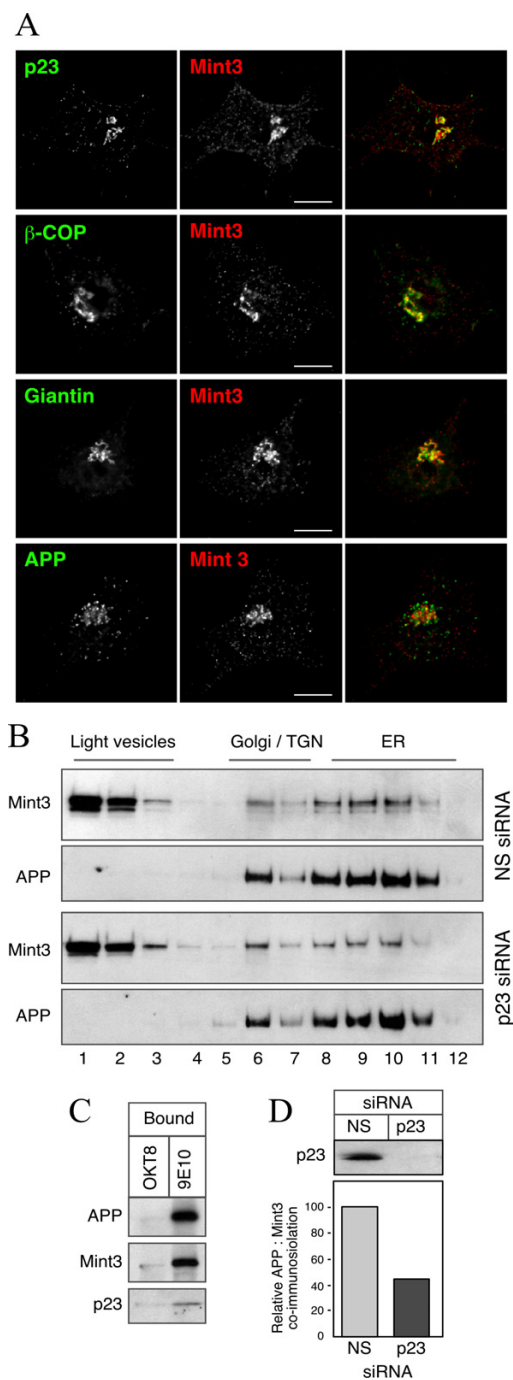 A
p23 Mint3
β-COP Mint3
Giantin Mint3
APP Mint 3
B
Light vesicles Golgi / TGN ER
Mint3
APP
NS siRNA
Mint3
APP
p23 siRNA
1 2 3 4 5 6 7 8 9 10 11 12
C
Bound
OKT8 9E10
APP
Mint3
p23
D
siRNA
NS p23
p23
Relative APP : Mint3
co-immunosiolation
100
80
60
40
20
0
NS p23
siRNA